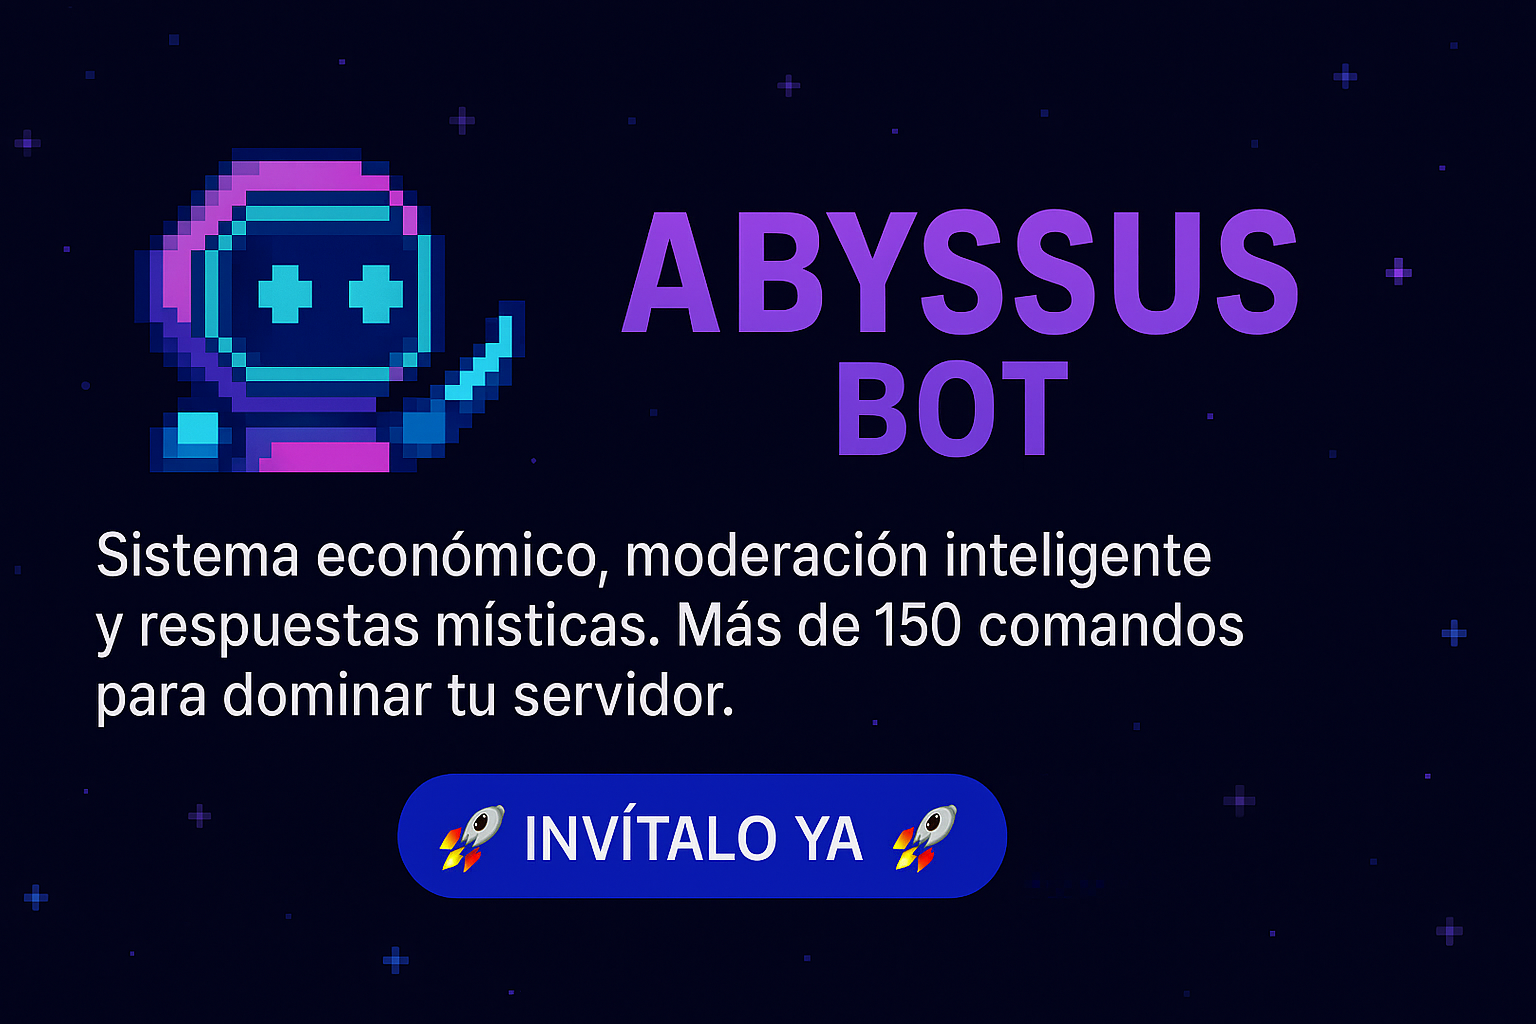 ABYSSUS
BOT
Sistema económico, moderación inteligente
y respuestas místicas. Más de 150 comandos
para dominar tu servidor.
🚀 INVÍTALO YA 🚀